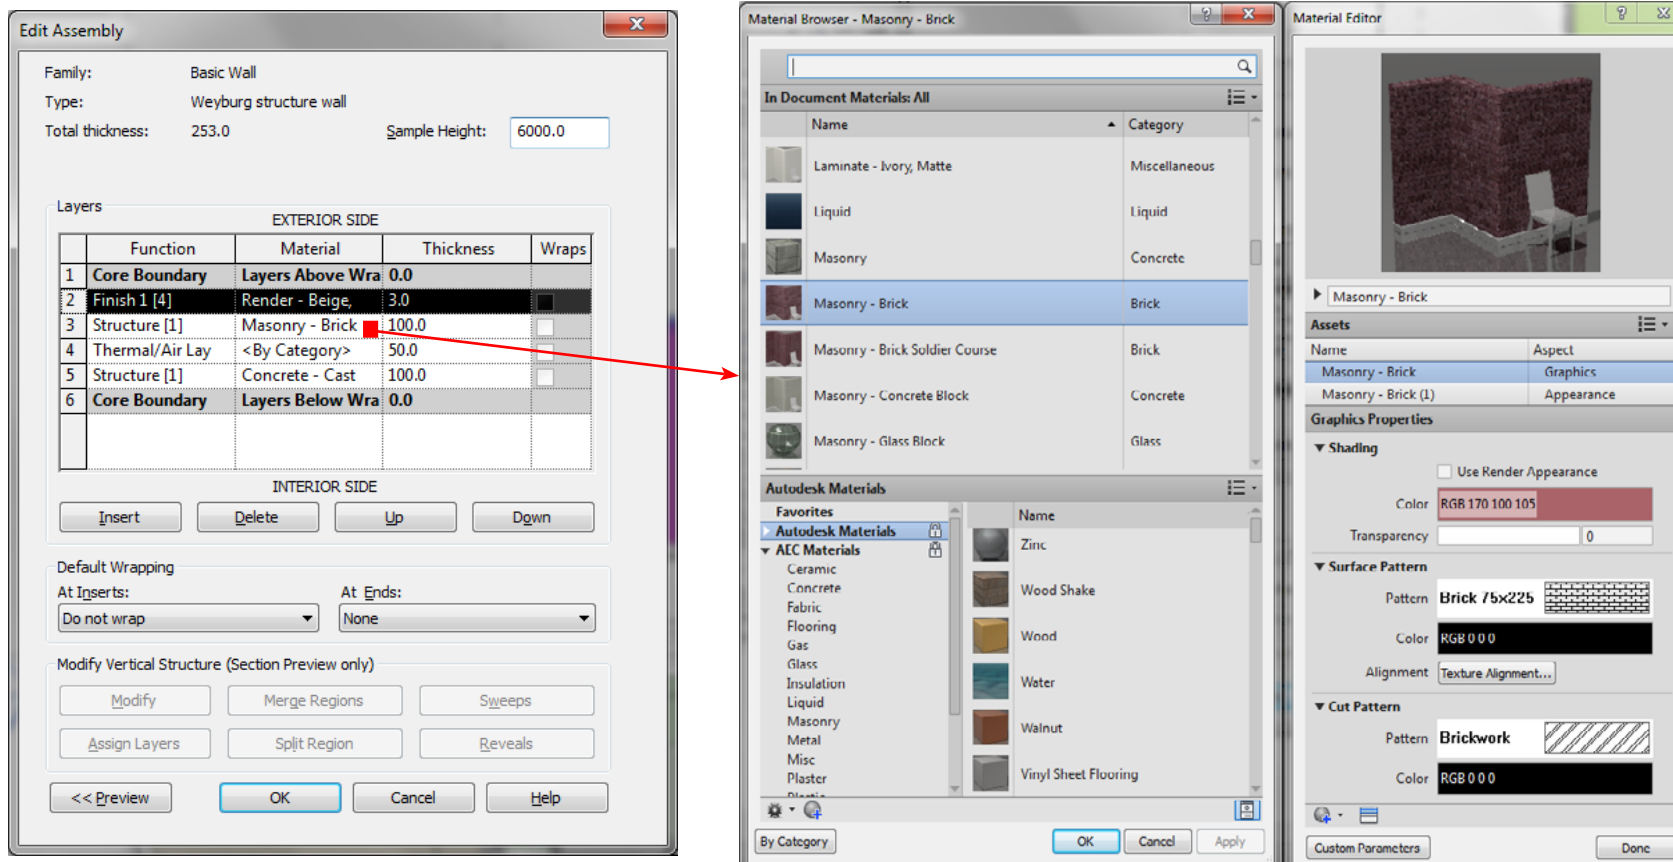 Edit Assembly
Family: Basic Wall
Type: Weyburg structure wall
Total thickness: 253.0 Sample Height: 6000.0
Layers
EXTERIOR SIDE
Function Material Thickness Wraps
1 Core Boundary Layers Above Wra 0.0
2 Finish 1 [4] Render - Beige, 3.0
3 Structure [1] Masonry - Brick 100.0
4 Thermal/Air Lay <By Category> 50.0
5 Structure [1] Concrete - Cast 100.0
6 Core Boundary Layers Below Wra 0.0
INTERIOR SIDE
Insert Delete Up Down
Default Wrapping
At Inserts: At Ends:
Do not wrap None
Modify Vertical Structure (Section Preview only)
Modify Merge Regions Sweeps
Assign Layers Split Region Reveals
<< Preview OK Cancel Help
Material Browser - Masonry - Brick
In Document Materials: All
Name Category
Laminate - Ivory, Matte Miscellaneous
Liquid Liquid
Masonry Concrete
Masonry - Brick Brick
Masonry - Brick Soldier Course Brick
Masonry - Concrete Block Concrete
Masonry - Glass Block Glass
Autodesk Materials
Favorites
Autodesk Materials
AEC Materials
Ceramic
Concrete
Fabric
Flooring
Gas
Glass
Insulation
Liquid
Masonry
Metal
Misc
Plaster
Plastic
Name
Zinc
Wood Shake
Wood
Water
Walnut
Vinyl Sheet Flooring
By Category OK Cancel Apply
Material Editor
Masonry - Brick
Assets
Name Aspect
Masonry - Brick Graphics
Masonry - Brick (1) Appearance
Graphics Properties
Shading
Use Render Appearance
Color RGB 170 100 105
Transparency 0
Surface Pattern
Pattern Brick 75x225
Color RGB 0 0 0
Alignment Texture Alignment...
Cut Pattern
Pattern Brickwork
Color RGB 0 0 0
Custom Parameters Done